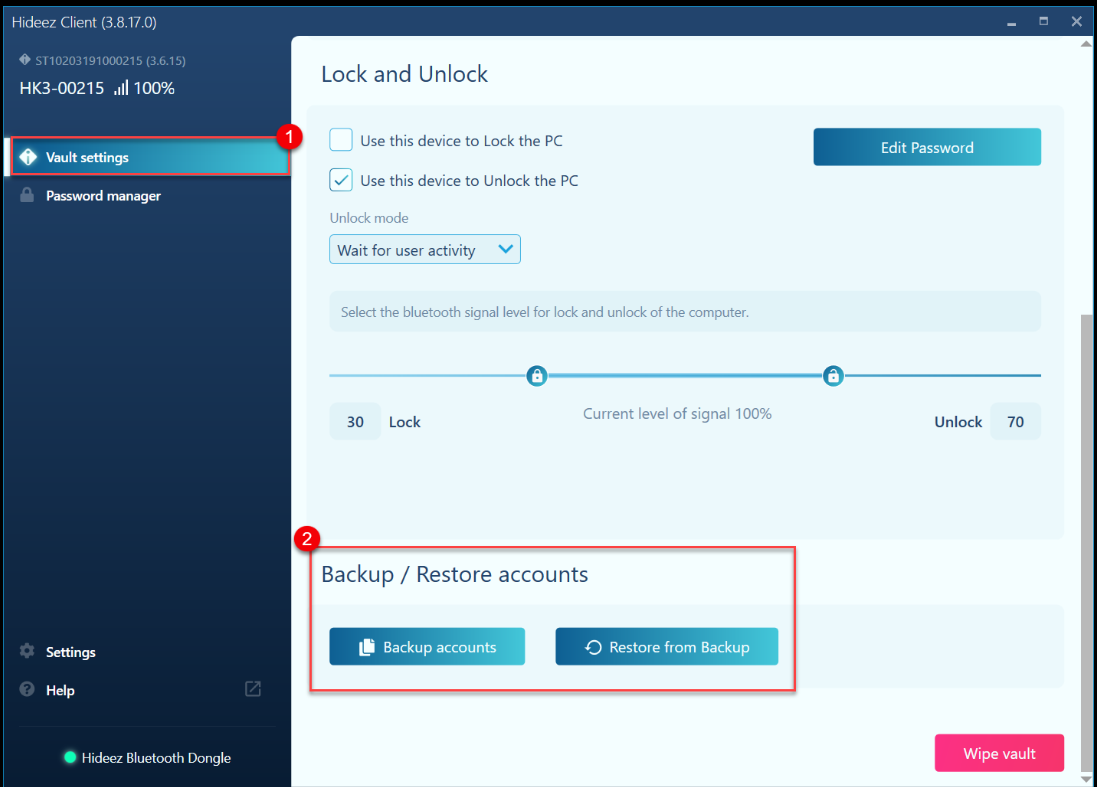 Hideez Client (3.8.17.0)
ST10203191000215 (3.6.15)
HK3-00215 100%
1
Vault settings
Password manager
Lock and Unlock
Use this device to Lock the PC
Edit Password
Use this device to Unlock the PC
Unlock mode
Wait for user activity
Select the bluetooth signal level for lock and unlock of the computer.
30 Lock
Current level of signal 100%
Unlock 70
2
Backup / Restore accounts
Backup accounts
Restore from Backup
Settings
Help
Hideez Bluetooth Dongle
Wipe vault